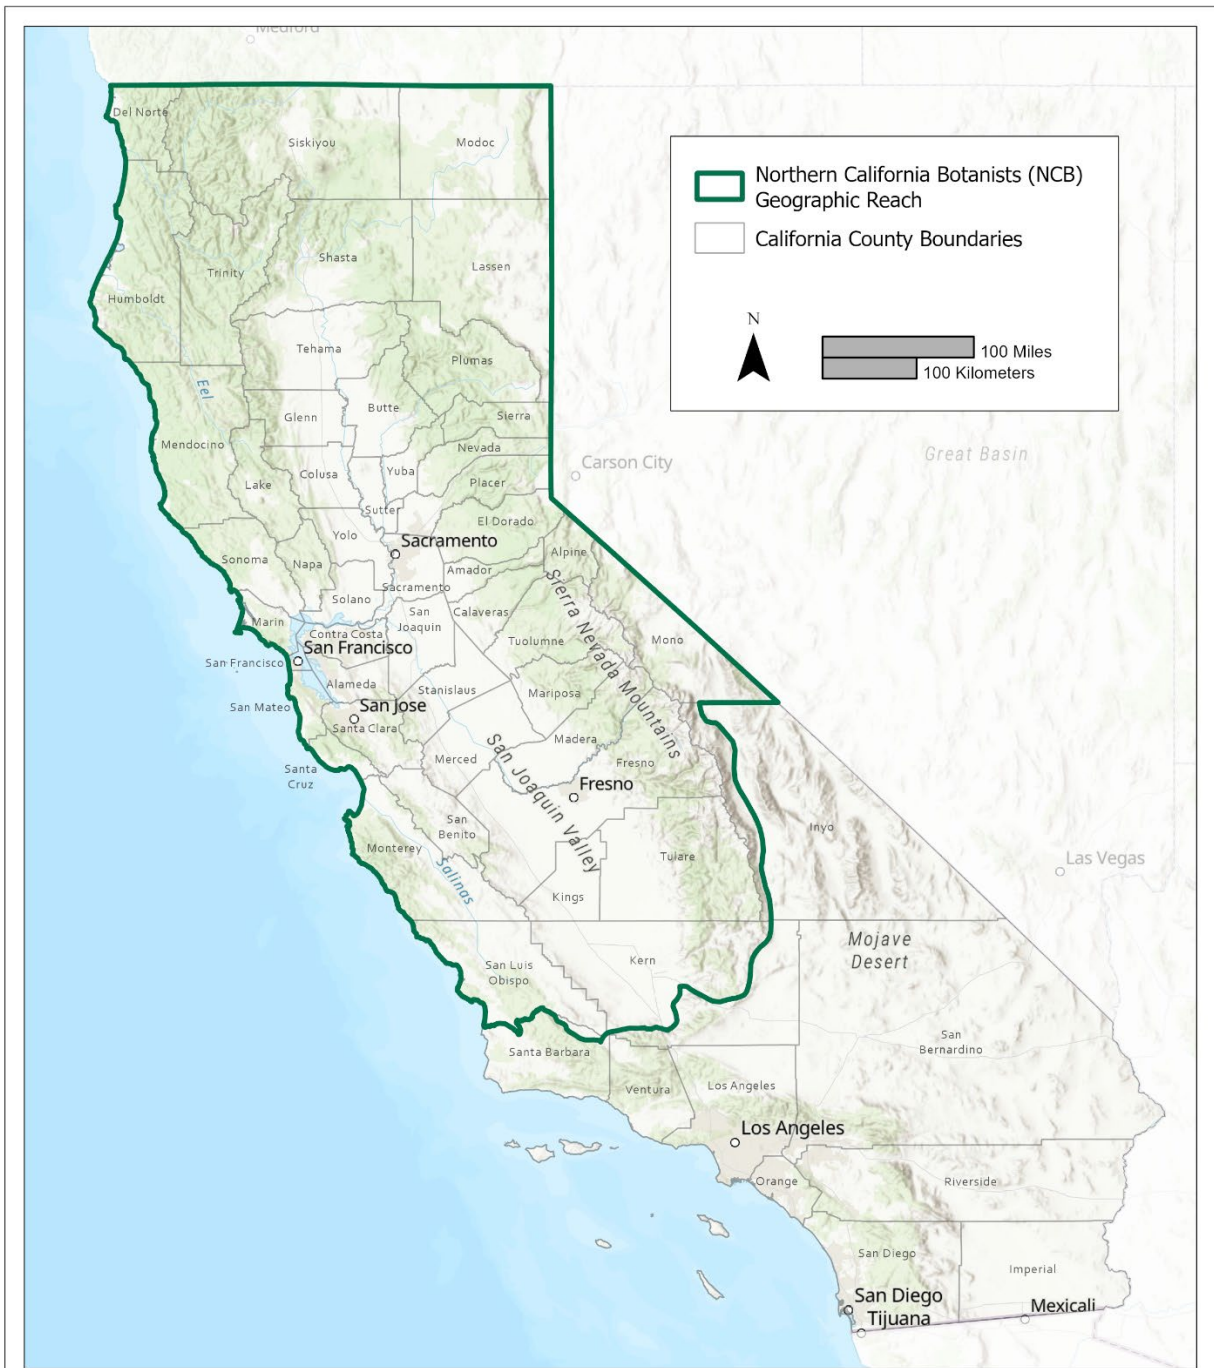 Medford
Del Norte
Siskiyou
Modoc
Northern California Botanists (NCB)
Geographic Reach
California County Boundaries
N
100 Miles
100 Kilometers
Trinity
Shasta
Lassen
Humboldt
Tehama
Plumas
Eel
Glenn
Butte
Sierra
Mendocino
Nevada
Colusa
Yuba
Carson City
Great Basin
Lake
Placer
Sutter
El Dorado
Yolo
Sacramento
Sonoma
Napa
Alpine
Amador
Sacramento
Solano
Sierra Nevada Mountains
San
Joaquin
Calaveras
Marin
Contra Costa
Tuolumne
Mono
San Francisco
San Francisco
Alameda
Stanislaus
Mariposa
San Mateo
San Jose
Santa Clara
Madera
San Joaquin Valley
Merced
Fresno
Santa
Cruz
Fresno
San
Benito
Inyo
Monterey
Tulare
Las Vegas
Salinas
Kings
Mojave
Desert
Kern
San Luis
Obispo
San
Bernardino
Santa Barbara
Ventura
Los Angeles
Los Angeles
Orange
Riverside
San Diego
Imperial
San Diego
Mexicali
Tijuana